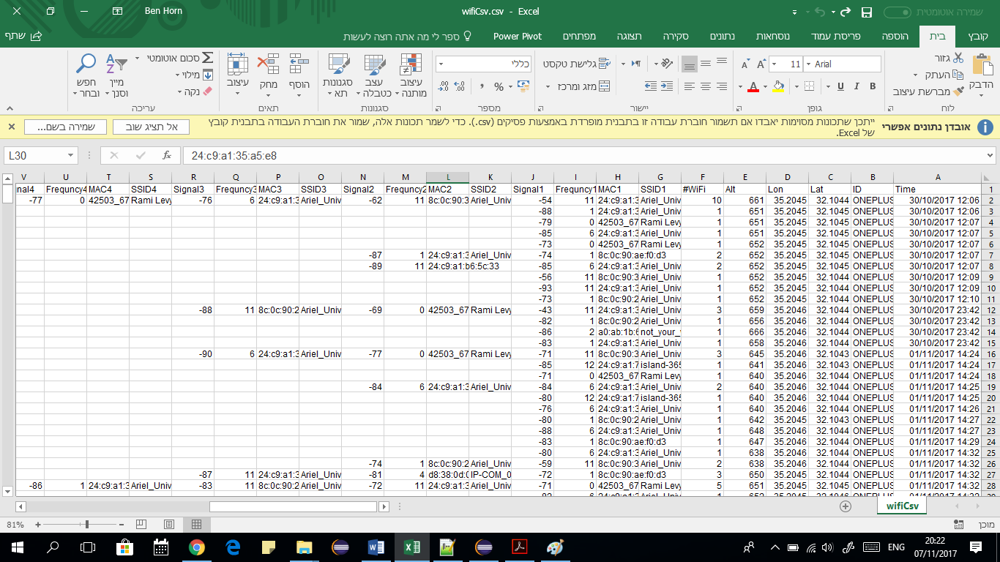 Ben Horn
wifiCsv.csv - Excel
שמירה אוטומטית
קובץ בית הוספה פריסת עמוד נוסחאות נתונים סקירה תצוגה מפתחים Power Pivot ספר לי מה אתה רוצה לעשות שתף
גזור
העתק
מברשת עיצוב
הדבק
לוח
Arial 11
B I U
גופן
גלישת טקסט
מזג ומרכז
יישור
כללי
%
מספר
עיצוב מותנה
עצב כטבלה
סגנונות תא
סגנונות
הוסף
מחק
עיצוב
תאים
סכום אוטומטי
מילוי
נקה
מיין וסנן
חפש ובחר
עריכה
אובדן נתונים אפשרי ייתכן שתכונות מסוימות יאבדו אם תשמור חוברת עבודה זו בתבנית מופרדת באמצעות פסיקים (csv.). כדי לשמר תכונות אלה, שמור את חוברת העבודה בתבנית קובץ
של Excel.
אל תציג שוב
שמירה בשם...
L30 fx 24:c9:a1:35:a5:e8
A B C D E F G H I J K L M N O P Q R S T U V
1 Time ID Lat Lon Alt #WiFi SSID1 MAC1 Frequncy1 Signal1 SSID2 MAC2 Frequncy2 Signal2 SSID3 MAC3 Frequncy3 Signal3 SSID4 MAC4 Frequncy4 nal4
2 30/10/2017 12:06 ONEPLUS 32.1044 35.2045 661 10 Ariel_Univ 24:c9:a1:3 11 -54 Ariel_Univ 8c:0c:90:3 11 -62 Ariel_Univ 24:c9:a1:3 6 -76 Rami Levy 42503_67 0 -77
3 30/10/2017 12:06 ONEPLUS 32.1045 35.2045 651 1 Ariel_Univ 24:c9:a1:3 1 -88
4 30/10/2017 12:07 ONEPLUS 32.1045 35.2045 651 1 Rami Levy 42503_67 0 -79
5 30/10/2017 12:07 ONEPLUS 32.1045 35.2045 651 1 Ariel_Univ 24:c9:a1:3 6 -85
6 30/10/2017 12:07 ONEPLUS 32.1045 35.2045 652 1 Rami Levy 42503_67 0 -73
7 30/10/2017 12:07 ONEPLUS 32.1045 35.2045 652 2 8c:0c:90:ae:f0:d3 1 -74 Ariel_Univ 24:c9:a1:3 1 -87
8 30/10/2017 12:07 ONEPLUS 32.1045 35.2045 652 2 Ariel_Univ 24:c9:a1:3 6 -85 24:c9:a1:b6:5c:33 11 -89
9 30/10/2017 12:09 ONEPLUS 32.1044 35.2045 652 1 Ariel_Univ 8c:0c:90:3 11 -56
10 30/10/2017 12:09 ONEPLUS 32.1044 35.2045 652 1 Ariel_Univ 24:c9:a1:3 11 -93
11 30/10/2017 12:10 ONEPLUS 32.1044 35.2045 652 1 Ariel_Univ 8c:0c:90:2 1 -73
12 30/10/2017 23:42 ONEPLUS 32.1044 35.2046 659 3 Ariel_Univ 24:c9:a1:3 11 -43 Rami Levy 42503_67 0 -69 Ariel_Univ 8c:0c:90:2 11 -88
13 30/10/2017 23:42 ONEPLUS 32.1044 35.2045 656 1 Ariel_Univ 8c:0c:90:2 1 -82
14 30/10/2017 23:42 ONEPLUS 32.1044 35.2045 666 1 not_your_ a0:ab:1b:6 2 -86
15 30/10/2017 23:42 ONEPLUS 32.1044 35.2045 658 1 Ariel_Univ 24:c9:a1:3 1 -83
16 01/11/2017 14:24 ONEPLUS 32.1043 35.2046 645 3 Ariel_Univ 8c:0c:90:3 11 -71 Rami Levy 42503_67 0 -77 Ariel_Univ 24:c9:a1:3 6 -90
17 01/11/2017 14:24 ONEPLUS 32.1043 35.2046 641 1 island-365 24:c9:a1:7 12 -85
18 01/11/2017 14:24 ONEPLUS 32.1044 35.2046 640 1 Rami Levy 42503_67 0 -71
19 01/11/2017 14:25 ONEPLUS 32.1044 35.2046 640 2 Ariel_Univ 24:c9:a1:3 6 -84 Ariel_Univ 24:c9:a1:3 6 -84
20 01/11/2017 14:25 ONEPLUS 32.1044 35.2046 640 1 island-365 24:c9:a1:7 12 -80
21 01/11/2017 14:26 ONEPLUS 32.1044 35.2045 640 1 Ariel_Univ 24:c9:a1:3 6 -76
22 01/11/2017 14:27 ONEPLUS 32.1043 35.2045 642 1 Ariel_Univ 8c:0c:90:2 1 -80
23 01/11/2017 14:27 ONEPLUS 32.1044 35.2046 648 1 Ariel_Univ 24:c9:a1:3 6 -88
24 01/11/2017 14:29 ONEPLUS 32.1044 35.2046 647 1 8c:0c:90:ae:f0:d3 1 -83
25 01/11/2017 14:32 ONEPLUS 32.1044 35.2046 638 1 Ariel_Univ 24:c9:a1:3 6 -80
26 01/11/2017 14:32 ONEPLUS 32.1044 35.2046 638 2 Ariel_Univ 8c:0c:90:3 11 -59 Ariel_Univ 8c:0c:90:2 1 -74
27 01/11/2017 14:32 ONEPLUS 32.1044 35.2045 650 3 8c:0c:90:ae:f0:d3 1 -72 IP-COM_0 d8:38:0d:0 4 -81 Ariel_Univ 24:c9:a1:3 11 -87
28 01/11/2017 14:32 ONEPLUS 32.1045 35.2046 651 5 Rami Levy 42503_67 0 -71 Ariel_Univ 24:c9:a1:3 11 -72 Ariel_Univ 8c:0c:90:2 11 -83 Ariel_Univ 24:c9:a1:3 1 -86
wifiCsv
מוכן
81%
ENG
20:22
07/11/2017